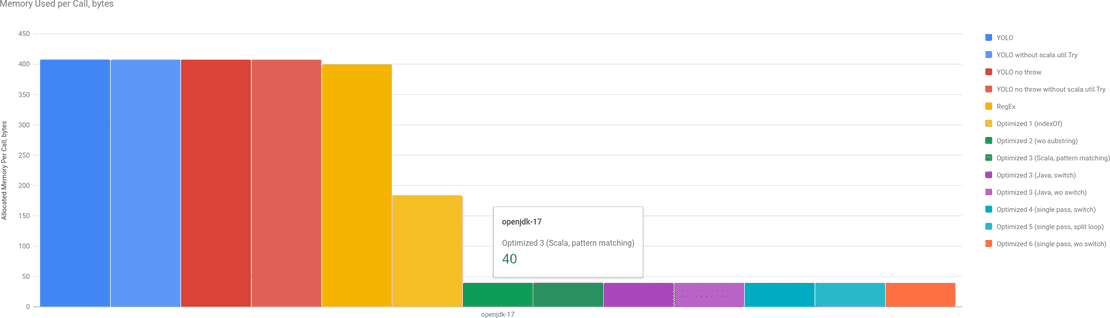 Memory Used per Call, bytes
Allocated Memory Per Call, bytes
450
400
350
300
250
200
150
100
50
0
openjdk-17
Optimized 3 (Scala, pattern matching)
40
openjdk-17
YOLO
YOLO without scala.util.Try
YOLO no throw
YOLO no throw without scala.util.Try
RegEx
Optimized 1 (indexOf)
Optimized 2 (wo substring)
Optimized 3 (Scala, pattern matching)
Optimized 3 (Java, switch)
Optimized 3 (Java, wo switch)
Optimized 4 (single pass, switch)
Optimized 5 (single pass, split loop)
Optimized 6 (single pass, wo switch)